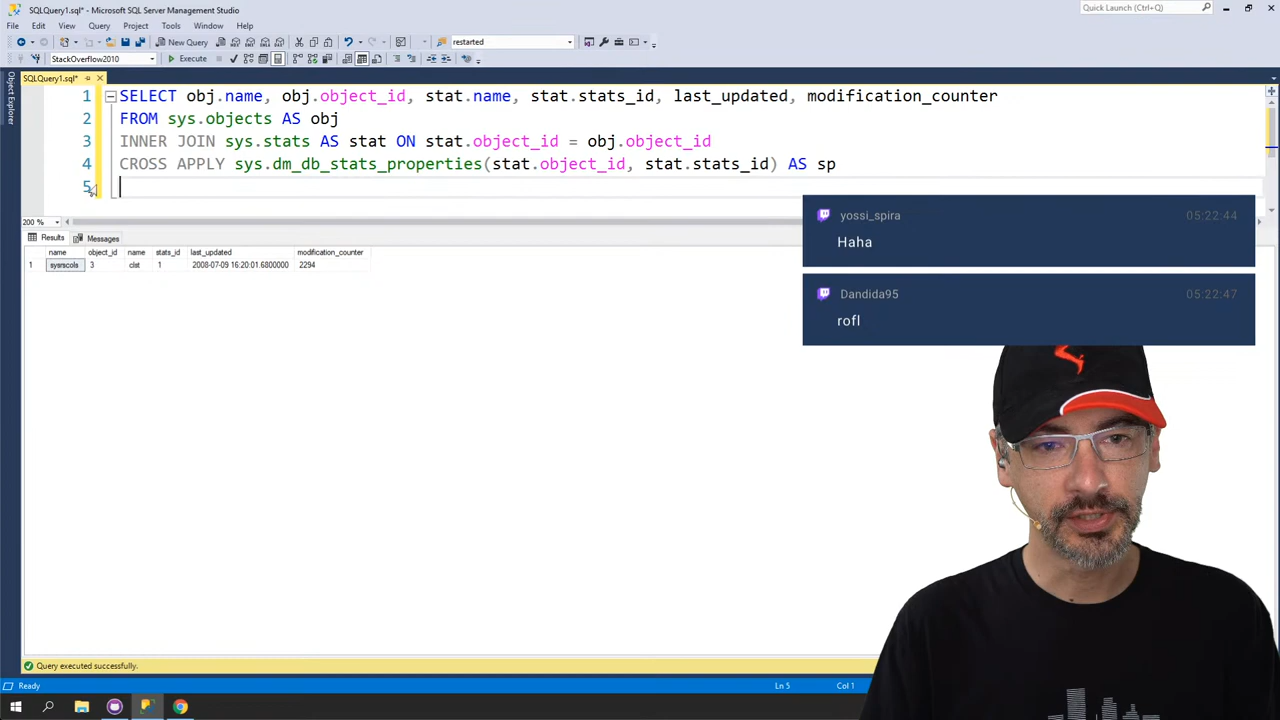 SQLQuery1.sql* - Microsoft SQL Server Management Studio
Quick Launch (Ctrl+Q)
File Edit View Query Project Tools Window Help
New Query
restarted
StackOverflow2010
Execute
SQLQuery1.sql*
Object Explorer
1 SELECT obj.name, obj.object_id, stat.name, stat.stats_id, last_updated, modification_counter
2 FROM sys.objects AS obj
3 INNER JOIN sys.stats AS stat ON stat.object_id = obj.object_id
4 CROSS APPLY sys.dm_db_stats_properties(stat.object_id, stat.stats_id) AS sp
5
200 %
Results Messages
name object_id name stats_id last_updated modification_counter
1 sysrscols 3 clst 1 2008-07-09 16:20:01.6800000 2294
yossi_spira 05:22:44
Haha
Dandida95 05:22:47
rofl
Query executed successfully.
Ready Ln 5 Col 1